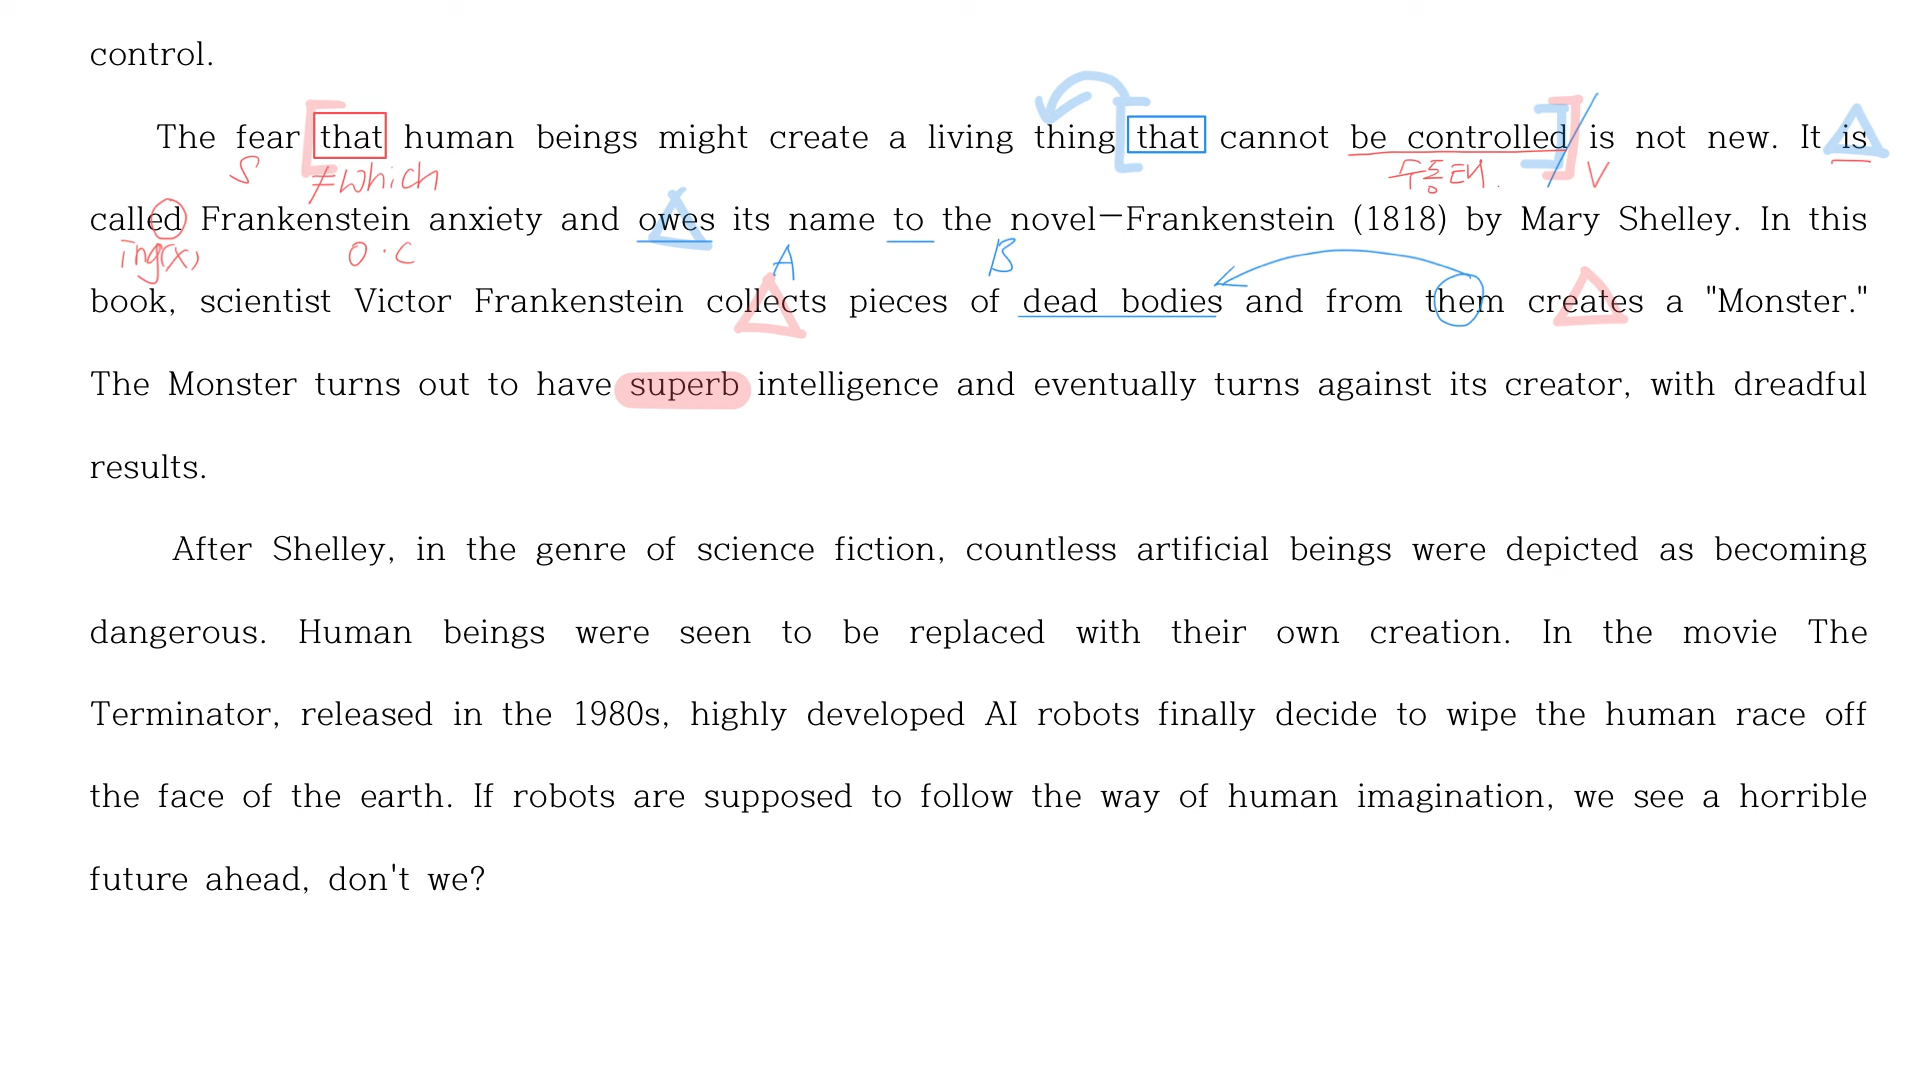 control.
The fear that human beings might create a living thing that cannot be controlled is not new. It is
S ≠which 수동태. V
called Frankenstein anxiety and owes its name to the novel—Frankenstein (1818) by Mary Shelley. In this
ing(x) O·C A B
book, scientist Victor Frankenstein collects pieces of dead bodies and from them creates a "Monster."
The Monster turns out to have superb intelligence and eventually turns against its creator, with dreadful
results.
After Shelley, in the genre of science fiction, countless artificial beings were depicted as becoming
dangerous. Human beings were seen to be replaced with their own creation. In the movie The
Terminator, released in the 1980s, highly developed AI robots finally decide to wipe the human race off
the face of the earth. If robots are supposed to follow the way of human imagination, we see a horrible
future ahead, don't we?